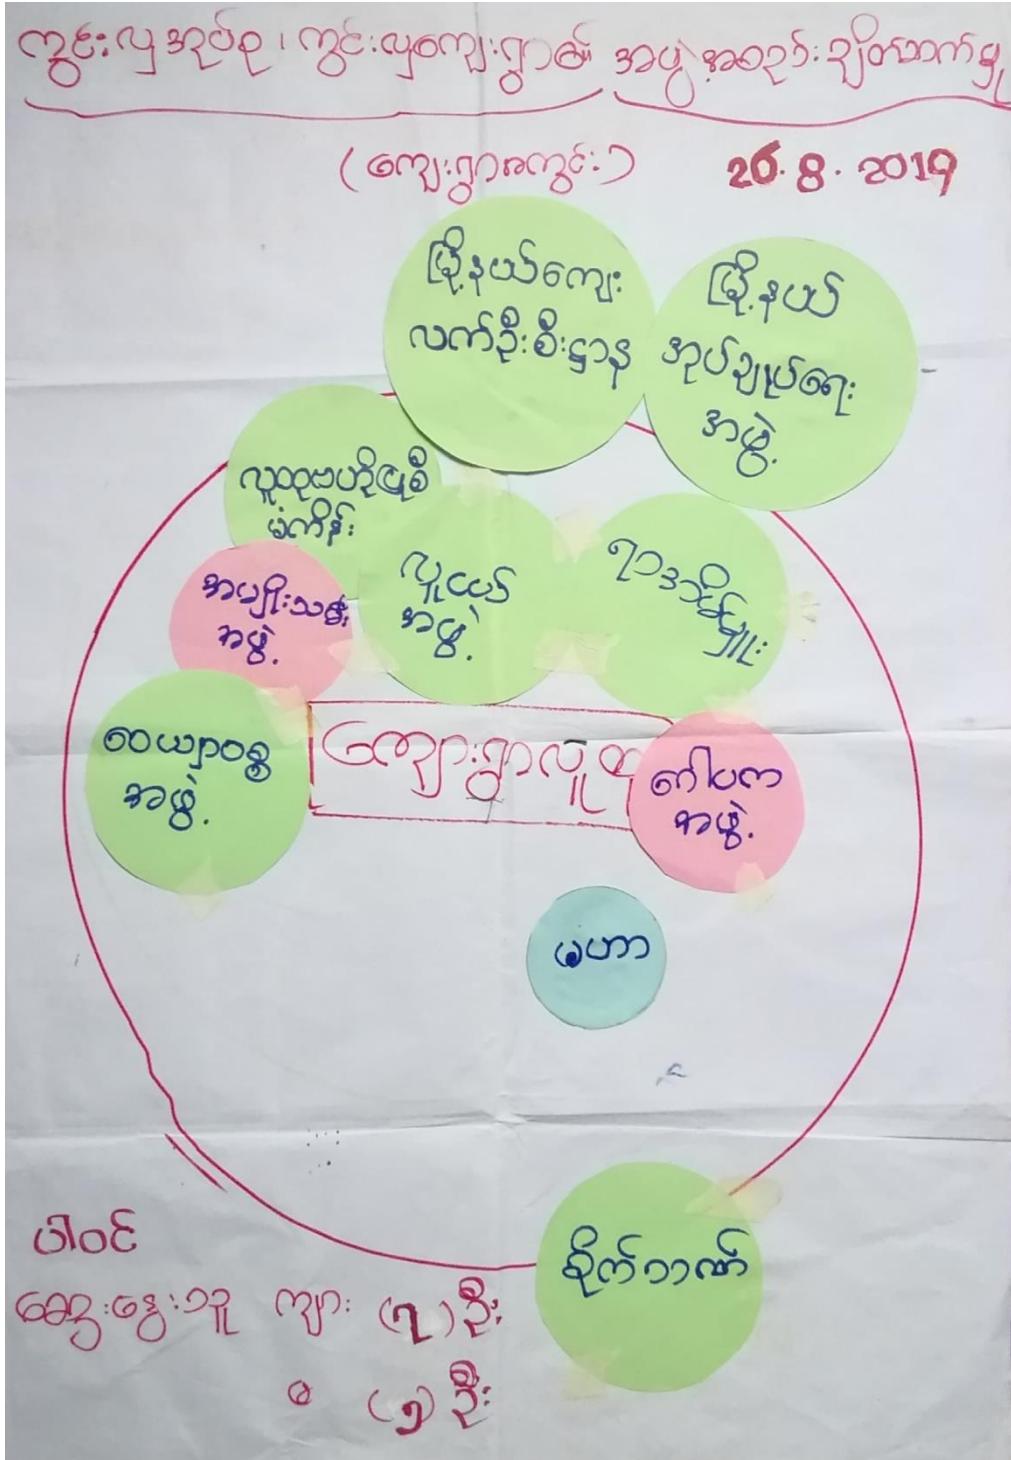 ကွင်းလှအုပ်စု၊ ကွင်းလှကျေးရွာ၏ အဖွဲ့အစည်းချိတ်ဆက်မှု
(ကျေးရွာကွင်း၁)
26.8.2019
မြို့နယ်ကျေး
လက်ဦးစီးဌာန
မြို့နယ်
အုပ်ချုပ်ရေး
အဖွဲ့
လူထုဗဟိုပြုစီ
မံကိန်း
လူငယ်
အဖွဲ့
ရာအိမ်မှူး
အမျိုးသမီး
အဖွဲ့
ဝေယျာဝစ္စ
အဖွဲ့
ကျေးရွာလူထု
ဂေါပက
အဖွဲ့
မဟာ
စိုက်ဘဏ်
ပါဝင်
ဆွေးနွေးသူ ကျား (၇)ဦး
မ (၅)ဦး